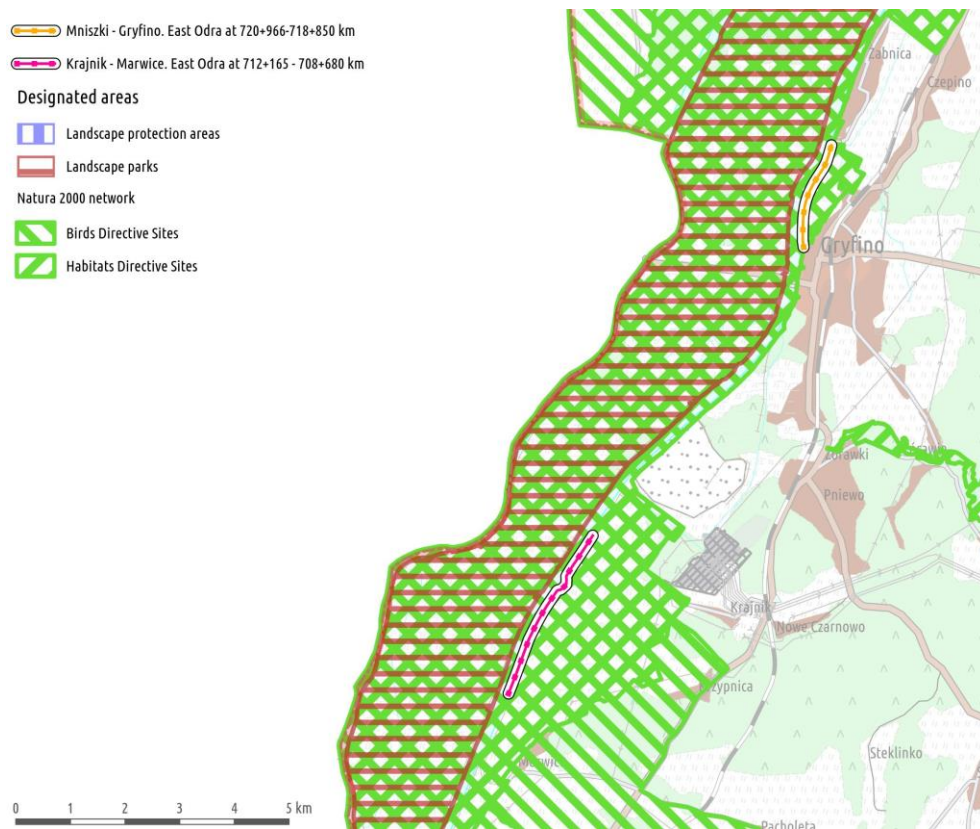 Mniszki - Gryfino. East Odra at 720+966-718+850 km
Krajnik - Marwice. East Odra at 712+165 - 708+680 km
Designated areas
Landscape protection areas
Landscape parks
Natura 2000 network
Birds Directive Sites
Habitats Directive Sites
Żabnica
Czepino
Gryfino
Żórawki
Pniewo
Krajnik
Nowe Czarnowo
Steklinko
Pacholęta
0 1 2 3 4 5 km